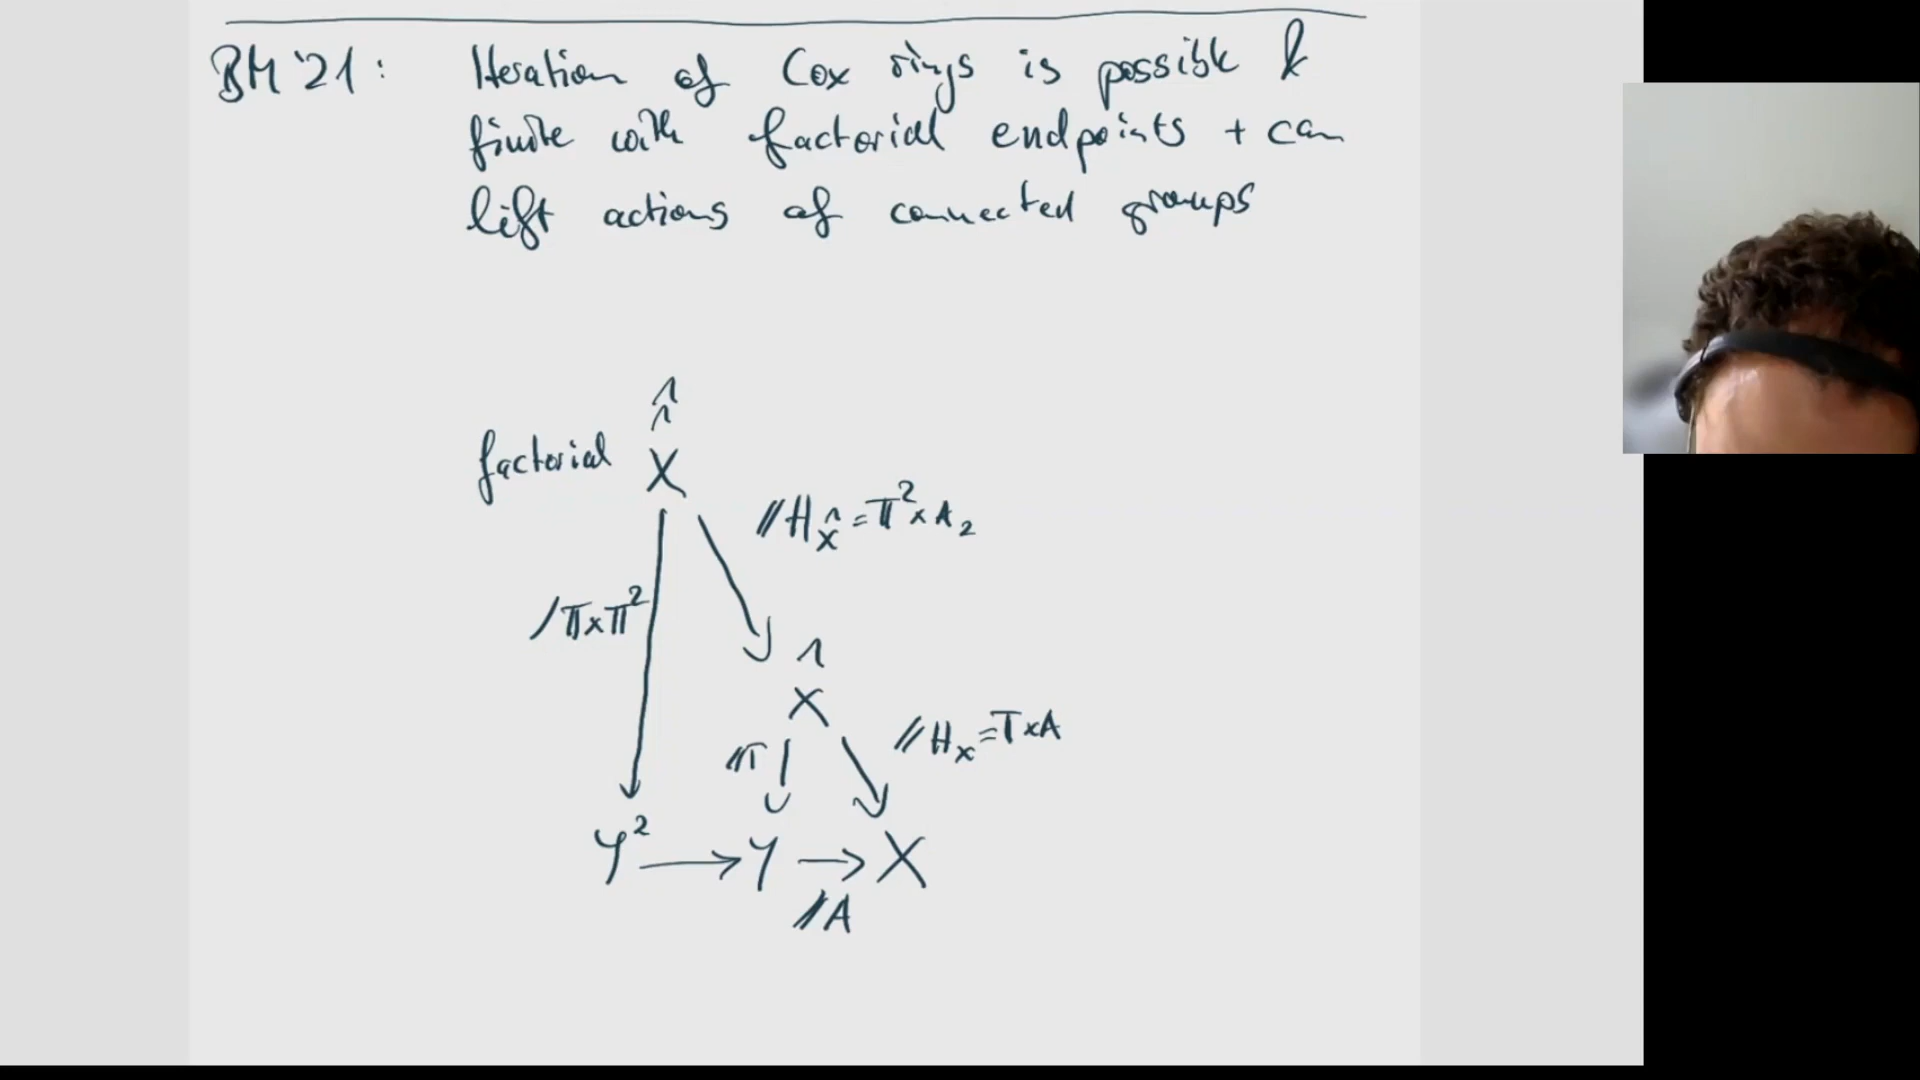 BM '21: Iteration of Cox rings is possible &
finite with factorial endpoints + can
lift actions of connected groups
factorial X̂̂
//H_X̂ = 𝕋² × A₂
/𝕋×𝕋²
X̂
//𝕋
//H_X = 𝕋×A
Y² → Y → X
//A